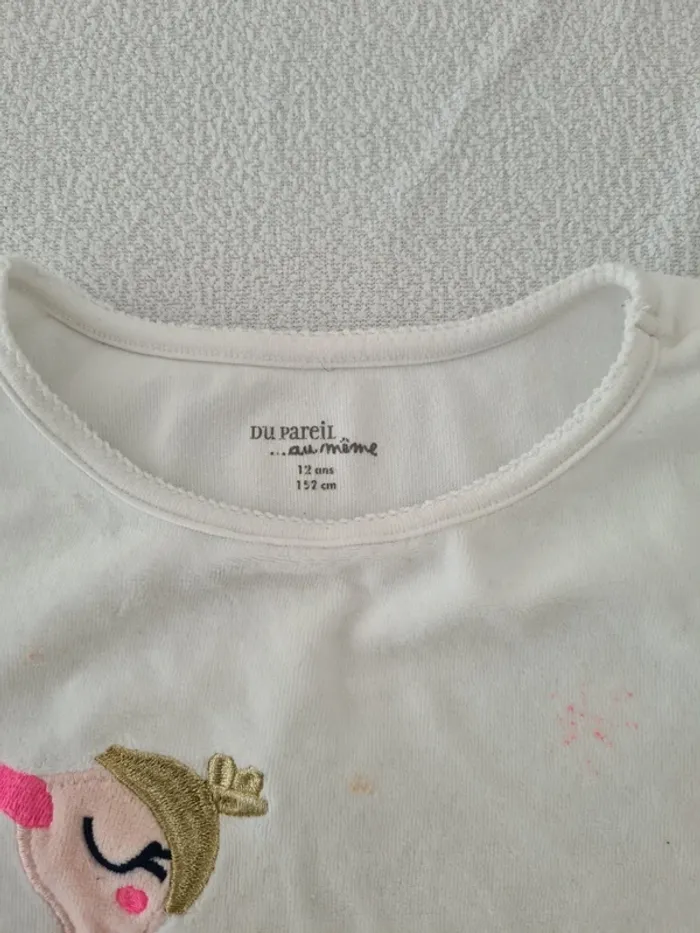 DU PAREIL
...au même
12 ans
152 cm